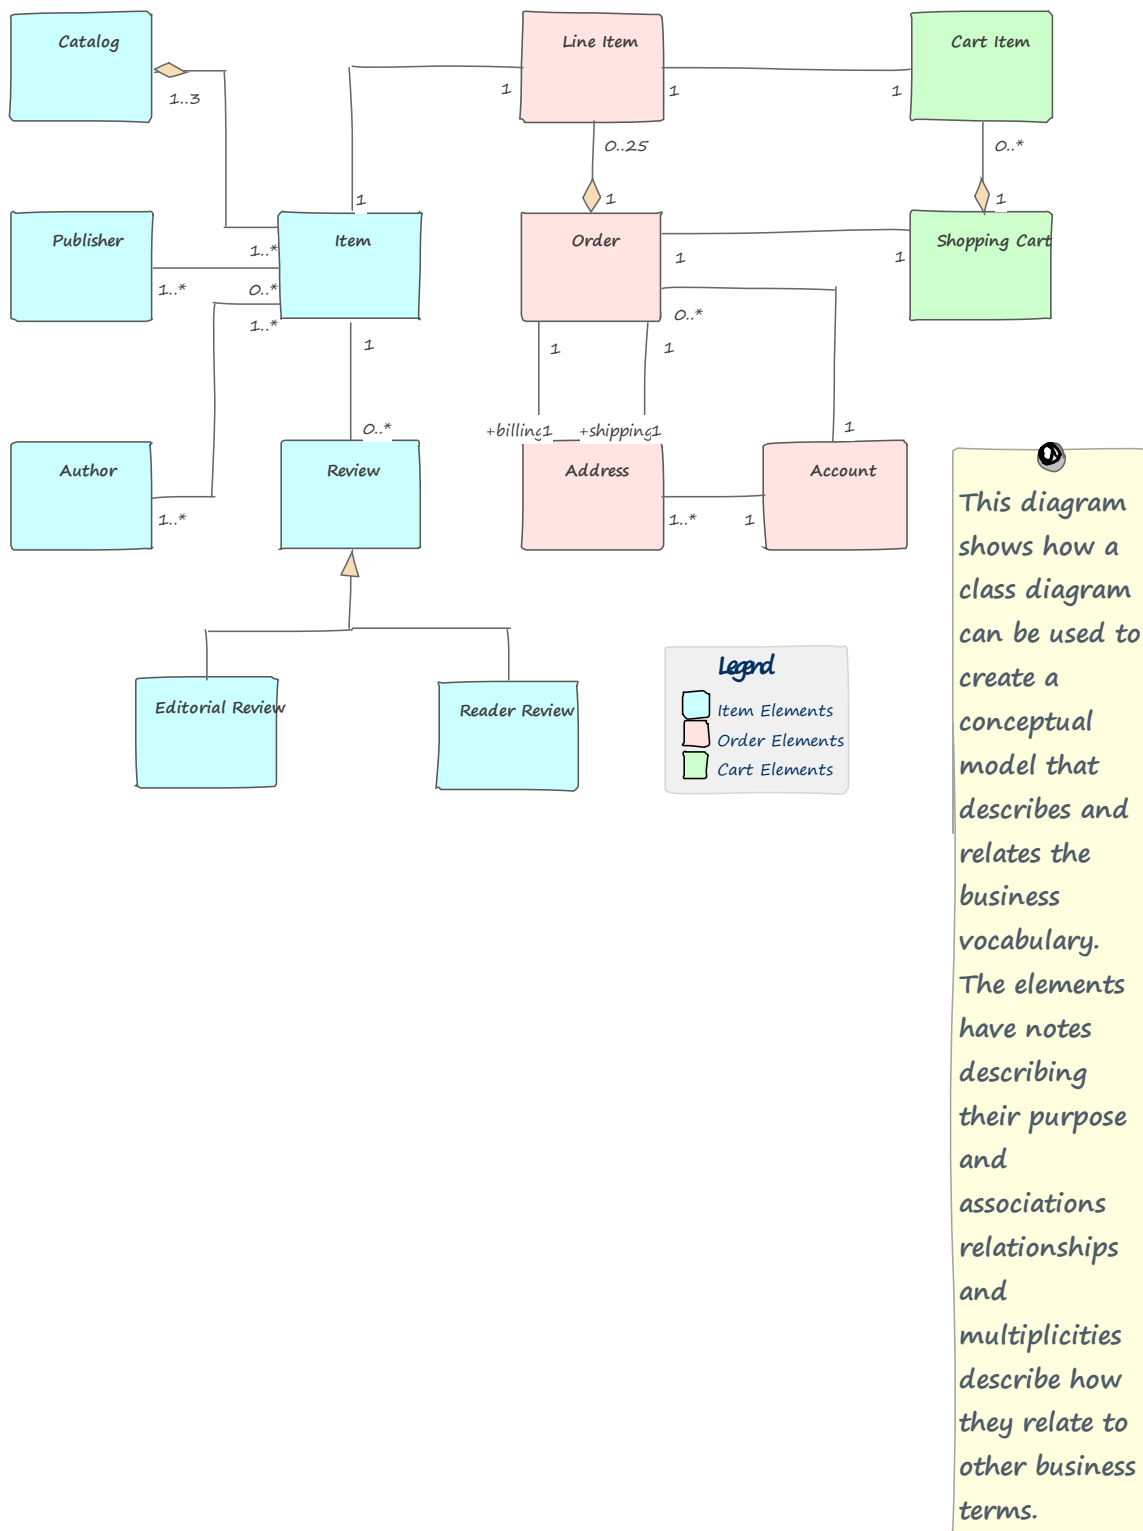 Catalog
Line Item
Cart Item
1..3
1
1
1
0..25
0..*
1
1
1
Publisher
Item
Order
Shopping Cart
1..*
1
1
1..*
0..*
1..*
0..*
1
1
1
+billing
1
+shipping
1
0..*
1
Author
Review
Address
Account
1..*
1..*
1
Editorial Review
Reader Review
Legend
Item Elements
Order Elements
Cart Elements
This diagram
shows how a
class diagram
can be used to
create a
conceptual
model that
describes and
relates the
business
vocabulary.
The elements
have notes
describing
their purpose
and
associations
relationships
and
multiplicities
describe how
they relate to
other business
terms.